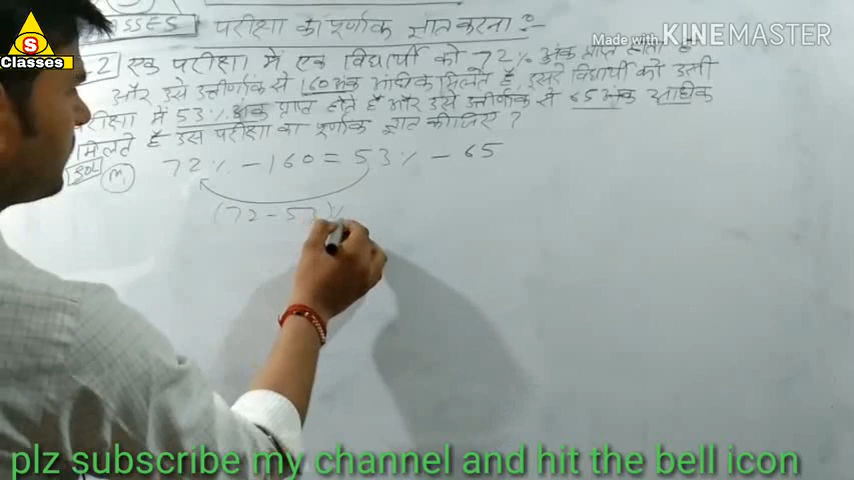 S
Classes
ASSES परीक्षा का पूर्णांक ज्ञात करना :-
Made with KINEMASTER
2 एक परीक्षा में एक विद्यार्थी को 72% अंक प्राप्त होता है
और उसे उत्तीर्णांक से 160 अंक अधिक मिलते हैं, दूसरे विद्यार्थी को उसी
परीक्षा में 53% अंक प्राप्त होते हैं और उसे उत्तीर्णांक से 65 अंक अधिक
मिलते हैं उस परीक्षा का पूर्णांक ज्ञात कीजिए ?
SOL M 72% - 160 = 53% - 65
(72 - 53)%
plz subscribe my channel and hit the bell icon